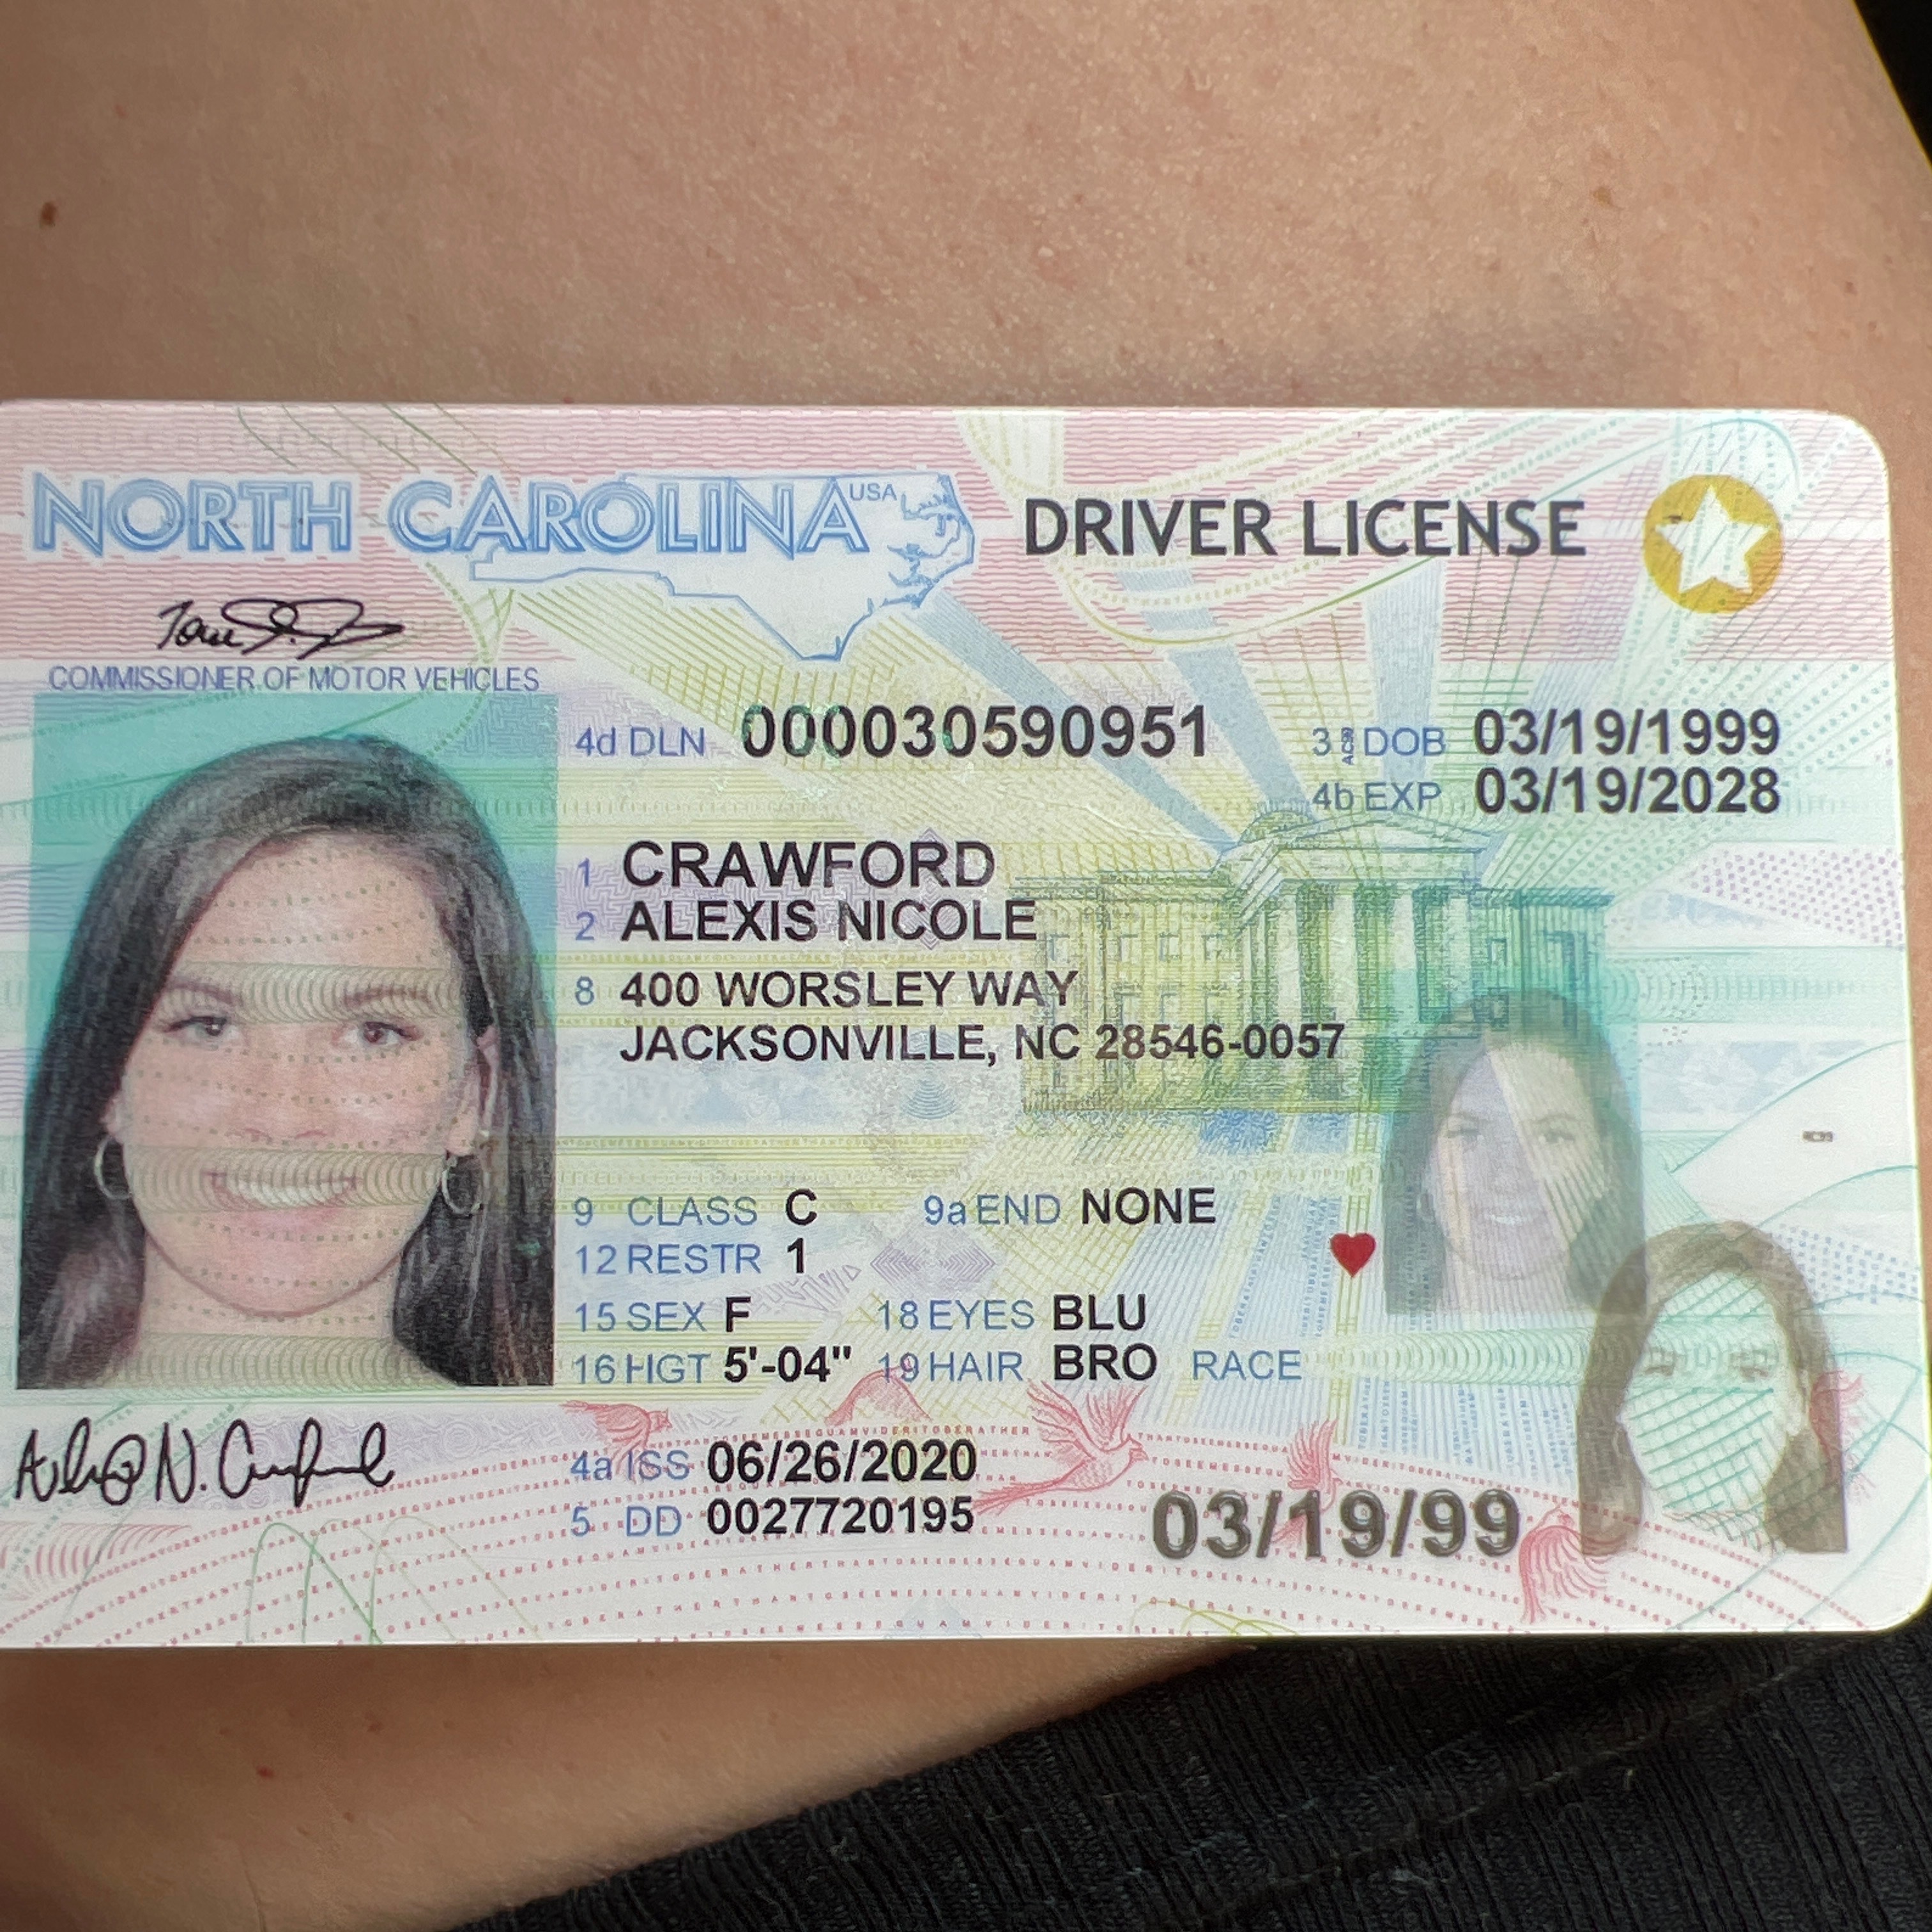 NORTH CAROLINA USA DRIVER LICENSE
COMMISSIONER OF MOTOR VEHICLES
4d DLN 000030590951 3 DOB 03/19/1999
4b EXP 03/19/2028
1 CRAWFORD
2 ALEXIS NICOLE
8 400 WORSLEY WAY
JACKSONVILLE, NC 28546-0057
9 CLASS C 9a END NONE
12 RESTR 1
15 SEX F 18 EYES BLU
16 HGT 5'-04" 19 HAIR BRO RACE
4a ISS 06/26/2020
5 DD 0027720195
03/19/99